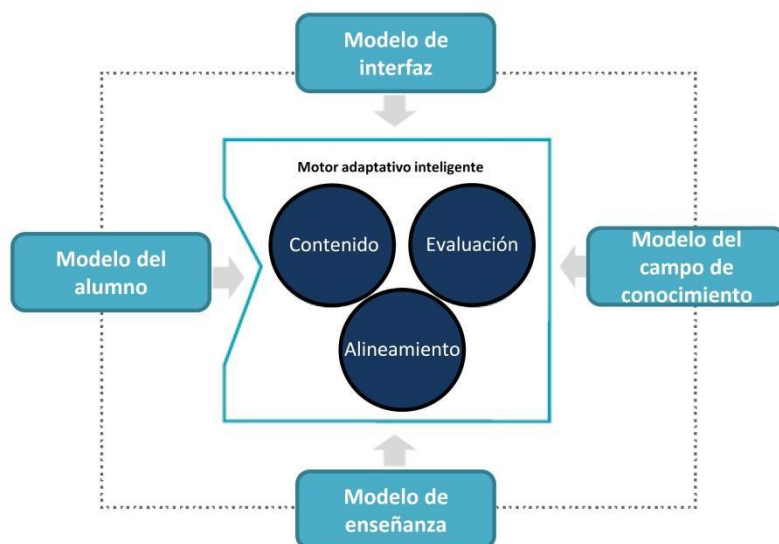 Modelo de
interfaz
Motor adaptativo inteligente
Contenido
Evaluación
Modelo del
alumno
Modelo del
campo de
conocimiento
Alineamiento
Modelo de
enseñanza